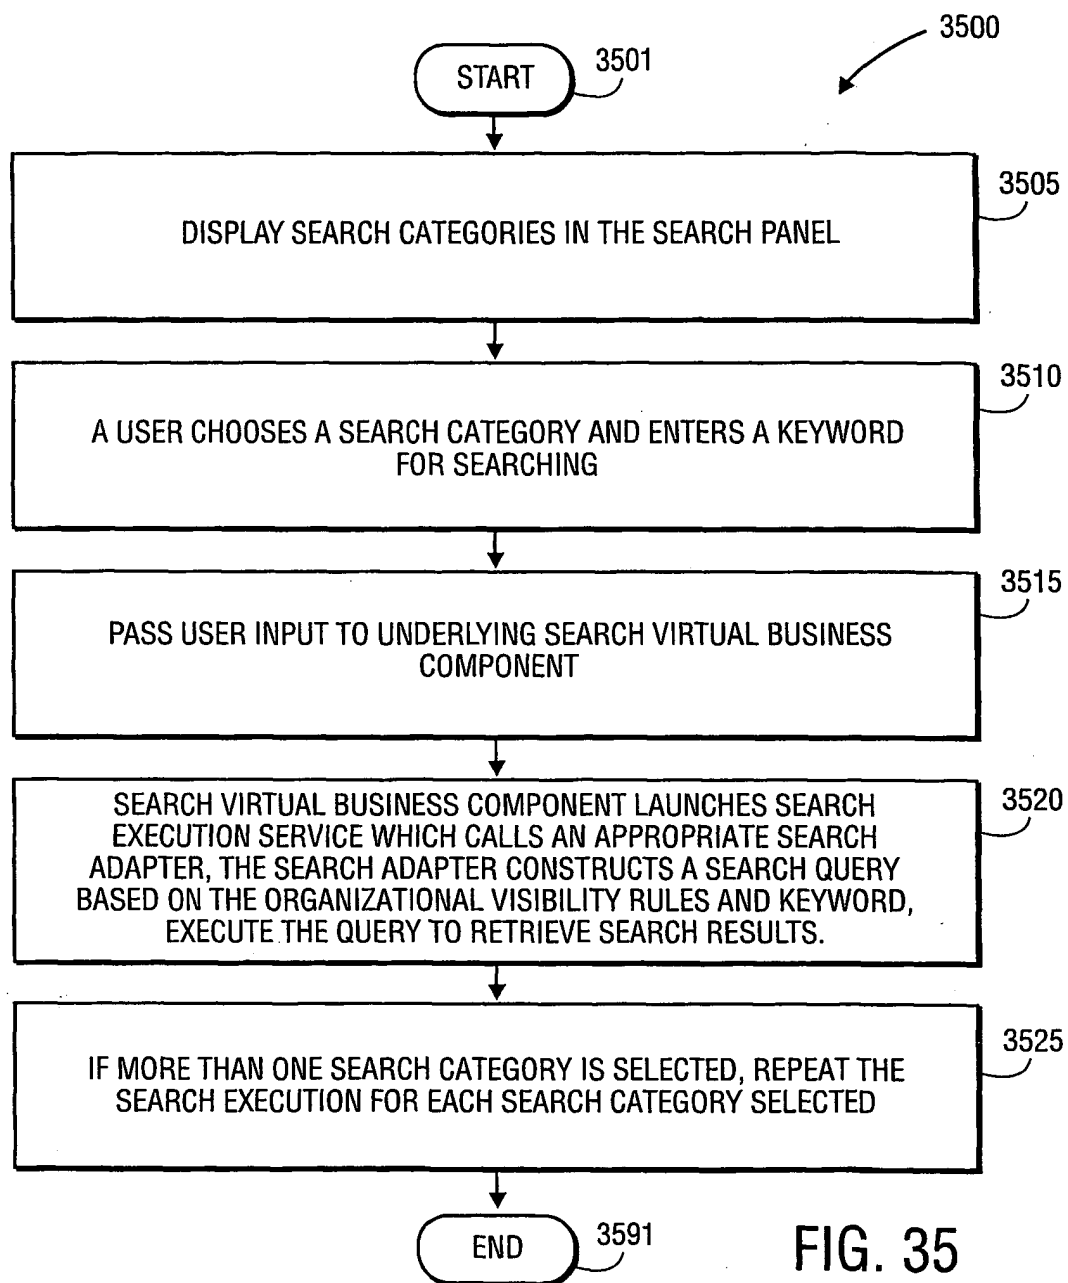 3500
START
3501
3505
DISPLAY SEARCH CATEGORIES IN THE SEARCH PANEL
3510
A USER CHOOSES A SEARCH CATEGORY AND ENTERS A KEYWORD
FOR SEARCHING
3515
PASS USER INPUT TO UNDERLYING SEARCH VIRTUAL BUSINESS
COMPONENT
3520
SEARCH VIRTUAL BUSINESS COMPONENT LAUNCHES SEARCH
EXECUTION SERVICE WHICH CALLS AN APPROPRIATE SEARCH
ADAPTER, THE SEARCH ADAPTER CONSTRUCTS A SEARCH QUERY
BASED ON THE ORGANIZATIONAL VISIBILITY RULES AND KEYWORD,
EXECUTE THE QUERY TO RETRIEVE SEARCH RESULTS.
3525
IF MORE THAN ONE SEARCH CATEGORY IS SELECTED, REPEAT THE
SEARCH EXECUTION FOR EACH SEARCH CATEGORY SELECTED
END
3591
FIG. 35